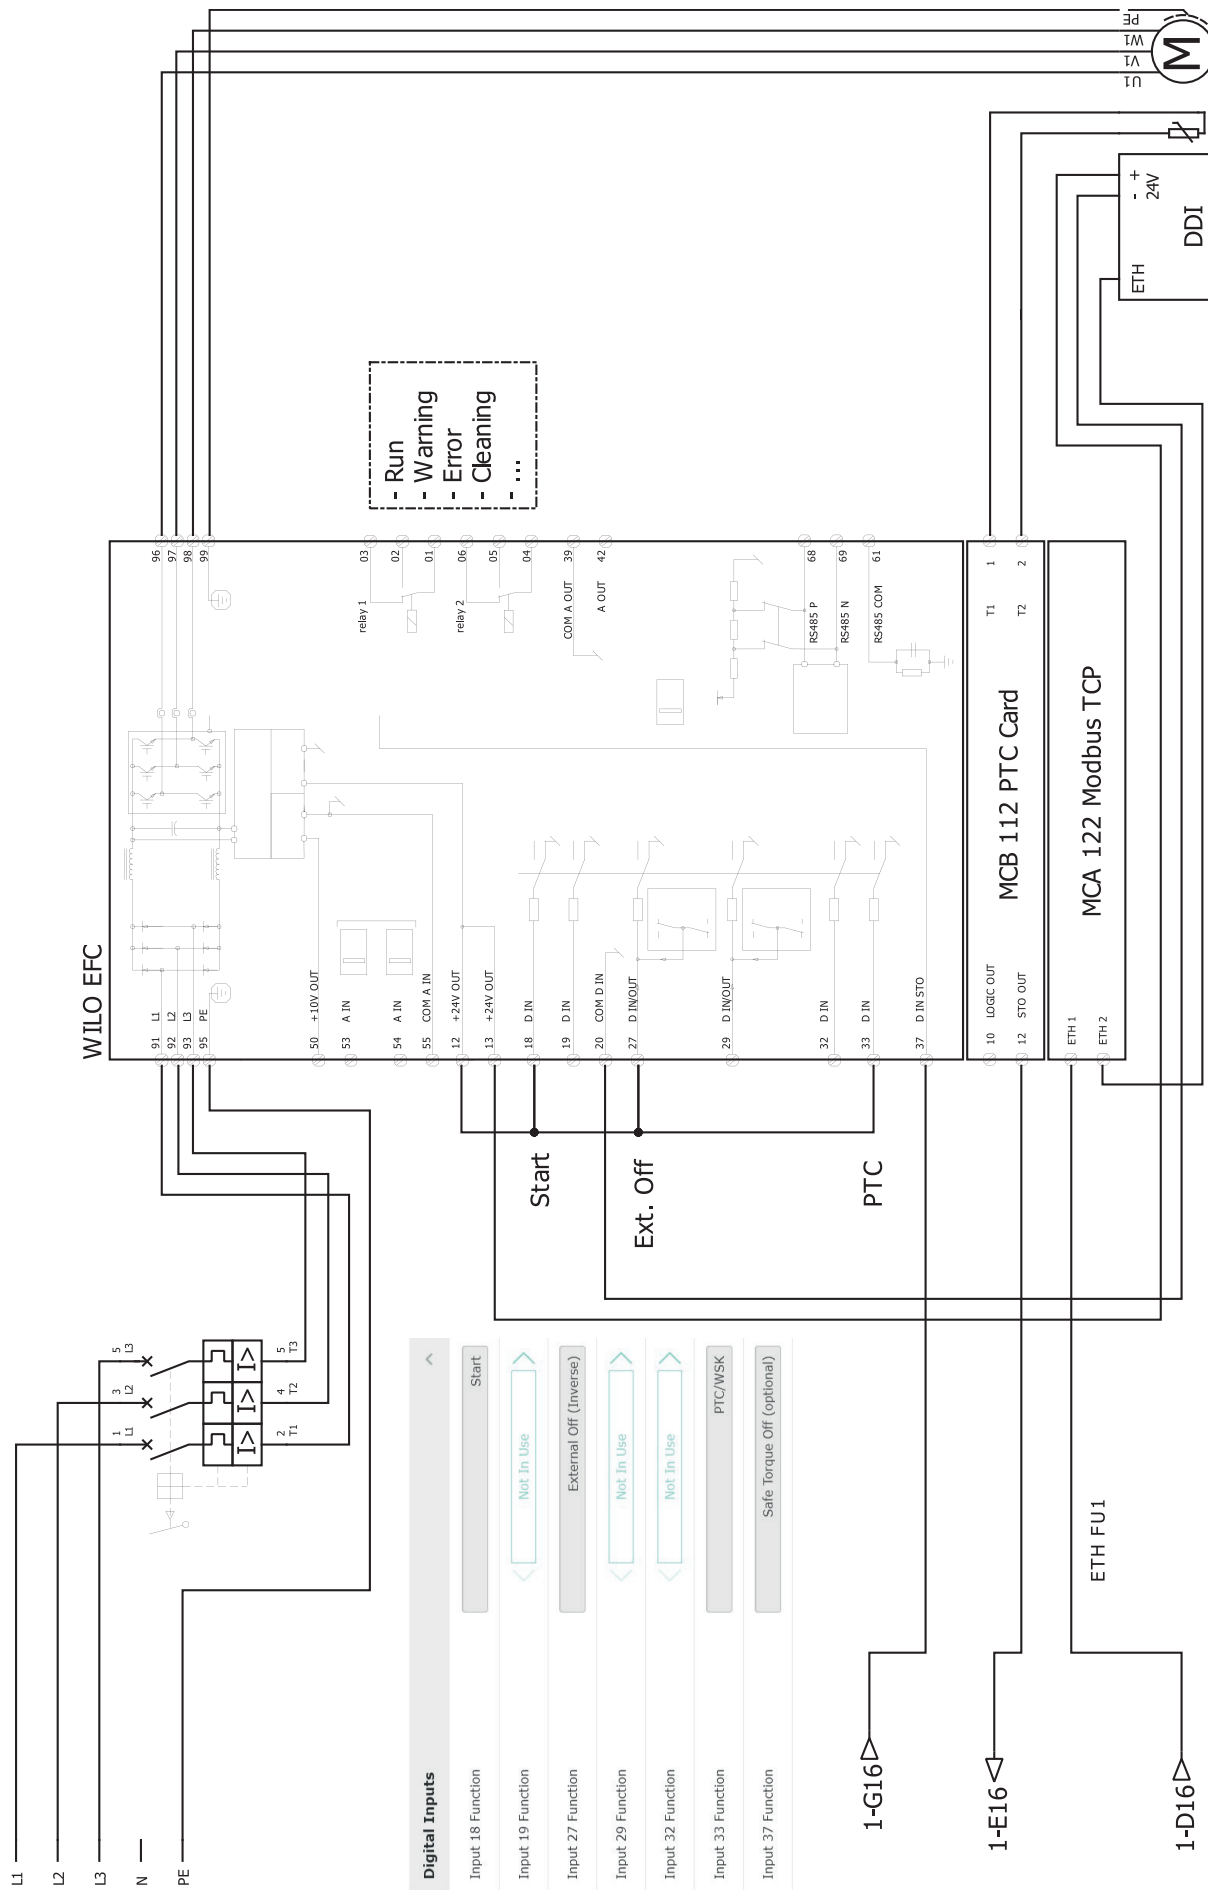 L1
L2
L3
N
PE
1 L1
3 L2
5 L3
I>
I>
I>
2 T1
4 T2
5 T3
WILO EFC
91 L1
92 L2
93 L3
95 PE
50 +10V OUT
53 A IN
54 A IN
55 COM A IN
12 +24V OUT
13 +24V OUT
18 D IN
19 D IN
20 COM D IN
27 D IN/OUT
29 D IN/OUT
32 D IN
33 D IN
37 D IN STO
Start
Ext. Off
PTC
96
97
98
99
relay 1
03
02
01
relay 2
06
05
04
COM A OUT 39
A OUT 42
RS485 P 68
RS485 N 69
RS485 COM 61
- Run
- Warning
- Error
- Cleaning
- ...
MCB 112 PTC Card
10 LOGIC OUT
12 STO OUT
T1 1
T2 2
MCA 122 Modbus TCP
ETH 1
ETH 2
U1
V1
W1
PE
M
ETH
- +
24V
DDI
Digital Inputs
Input 18 Function Start
Input 19 Function Not In Use
Input 27 Function External Off (Inverse)
Input 29 Function Not In Use
Input 32 Function Not In Use
Input 33 Function PTC/WSK
Input 37 Function Safe Torque Off (optional)
1-G16
1-E16
1-D16
ETH FU1